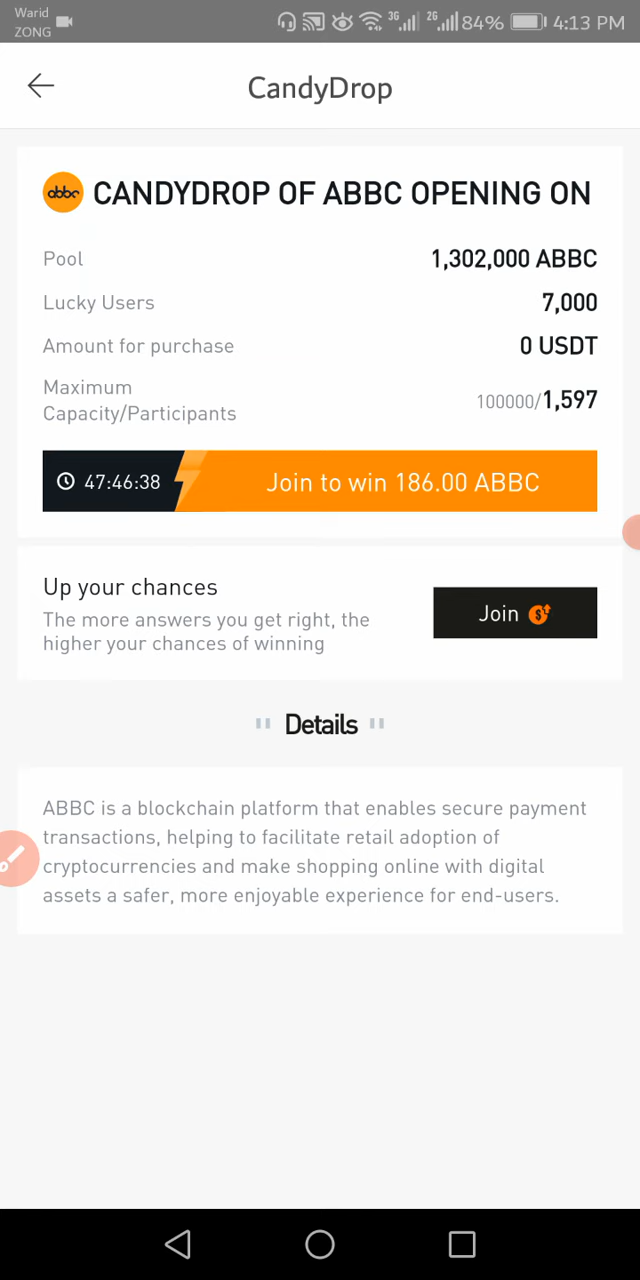 Warid
ZONG
3G
2G
84%
4:13 PM
CandyDrop
abbc
CANDYDROP OF ABBC OPENING ON
Pool
1,302,000 ABBC
Lucky Users
7,000
Amount for purchase
0 USDT
Maximum
Capacity/Participants
100000/1,597
47:46:38
Join to win 186.00 ABBC
Up your chances
The more answers you get right, the
higher your chances of winning
Join $
Details
ABBC is a blockchain platform that enables secure payment
transactions, helping to facilitate retail adoption of
cryptocurrencies and make shopping online with digital
assets a safer, more enjoyable experience for end-users.